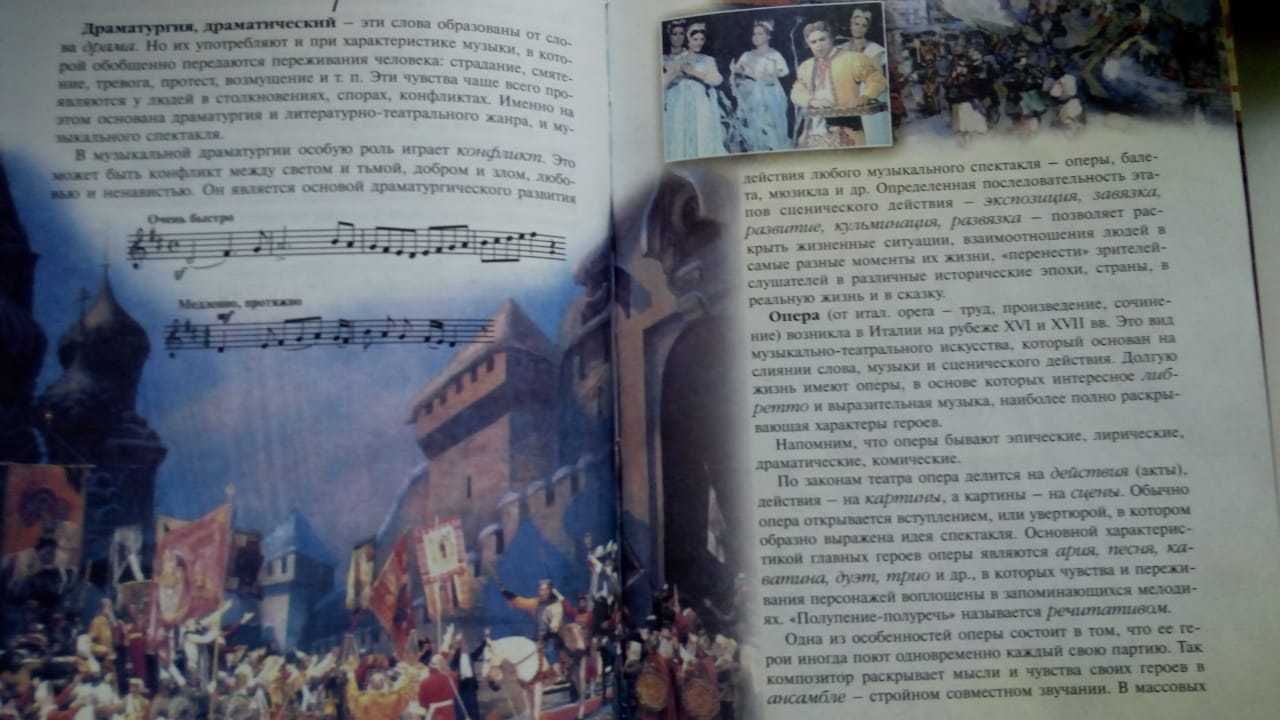 Драматургия, драматический – эти слова образованы от сло-
ва драма. Но их употребляют и при характеристике музыки, в кото-
рой обобщенно передаются переживания человека: страдание, смяте-
ние, тревога, протест, возмущение и т. п. Эти чувства чаще всего про-
являются у людей в столкновениях, спорах, конфликтах. Именно на
этом основана драматургия и литературно-театрального жанра, и му-
зыкального спектакля.
В музыкальной драматургии особую роль играет конфликт. Это
может быть конфликт между светом и тьмой, добром и злом, любо-
вью и ненавистью. Он является основой драматургического развития
Очень быстро
sf
Медленно, протяжно
mf
действия любого музыкального спектакля – оперы, бале-
та, мюзикла и др. Определенная последовательность эта-
пов сценического действия – экспозиция, завязка,
развитие, кульминация, развязка – позволяет рас-
крыть жизненные ситуации, взаимоотношения людей в
самые разные моменты их жизни, «перенести» зрителей-
слушателей в различные исторические эпохи, страны, в
реальную жизнь и в сказку.
Опера (от итал. opera – труд, произведение, сочине-
ние) возникла в Италии на рубеже XVI и XVII вв. Это вид
музыкально-театрального искусства, который основан на
слиянии слова, музыки и сценического действия. Долгую
жизнь имеют оперы, в основе которых интересное либ-
ретто и выразительная музыка, наиболее полно раскры-
вающая характеры героев.
Напомним, что оперы бывают эпические, лирические,
драматические, комические.
По законам театра опера делится на действия (акты),
действия – на картины, а картины – на сцены. Обычно
опера открывается вступлением, или увертюрой, в котором
образно выражена идея спектакля. Основной характерис-
тикой главных героев оперы являются ария, песня, ка-
ватина, дуэт, трио и др., в которых чувства и пережи-
вания персонажей воплощены в запоминающихся мелоди-
ях. «Полупение-полуречь» называется речитативом.
Одна из особенностей оперы состоит в том, что ее ге-
рои иногда поют одновременно каждый свою партию. Так
композитор раскрывает мысли и чувства своих героев в
ансамбле – стройном совместном звучании. В массовых